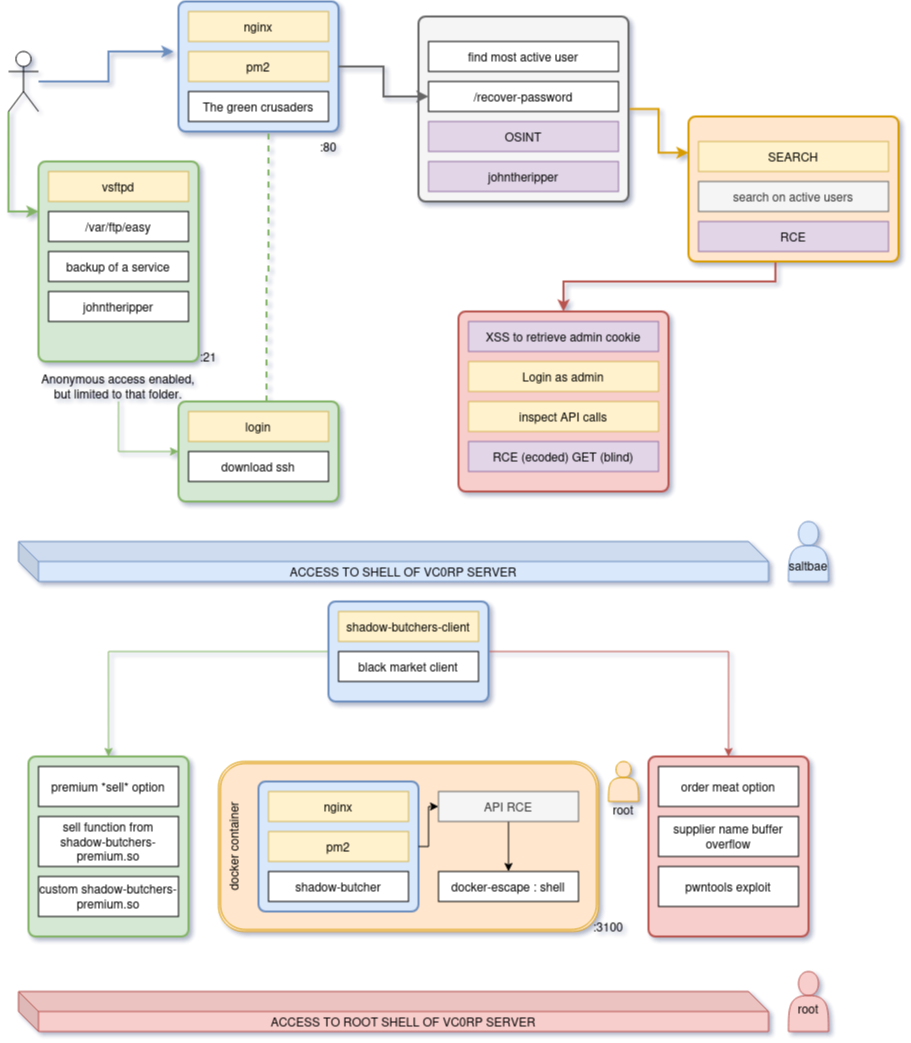 nginx
pm2
The green crusaders
:80
find most active user
/recover-password
OSINT
johntheripper
SEARCH
search on active users
RCE
vsftpd
/var/ftp/easy
backup of a service
johntheripper
:21
Anonymous access enabled,
but limited to that folder.
login
download ssh
XSS to retrieve admin cookie
Login as admin
inspect API calls
RCE (ecoded) GET (blind)
ACCESS TO SHELL OF VC0RP SERVER
saltbae
shadow-butchers-client
black market client
premium *sell* option
sell function from
shadow-butchers-
premium.so
custom shadow-butchers-
premium.so
docker container
nginx
pm2
shadow-butcher
API RCE
docker-escape : shell
:3100
root
order meat option
supplier name buffer
overflow
pwntools exploit
ACCESS TO ROOT SHELL OF VC0RP SERVER
root